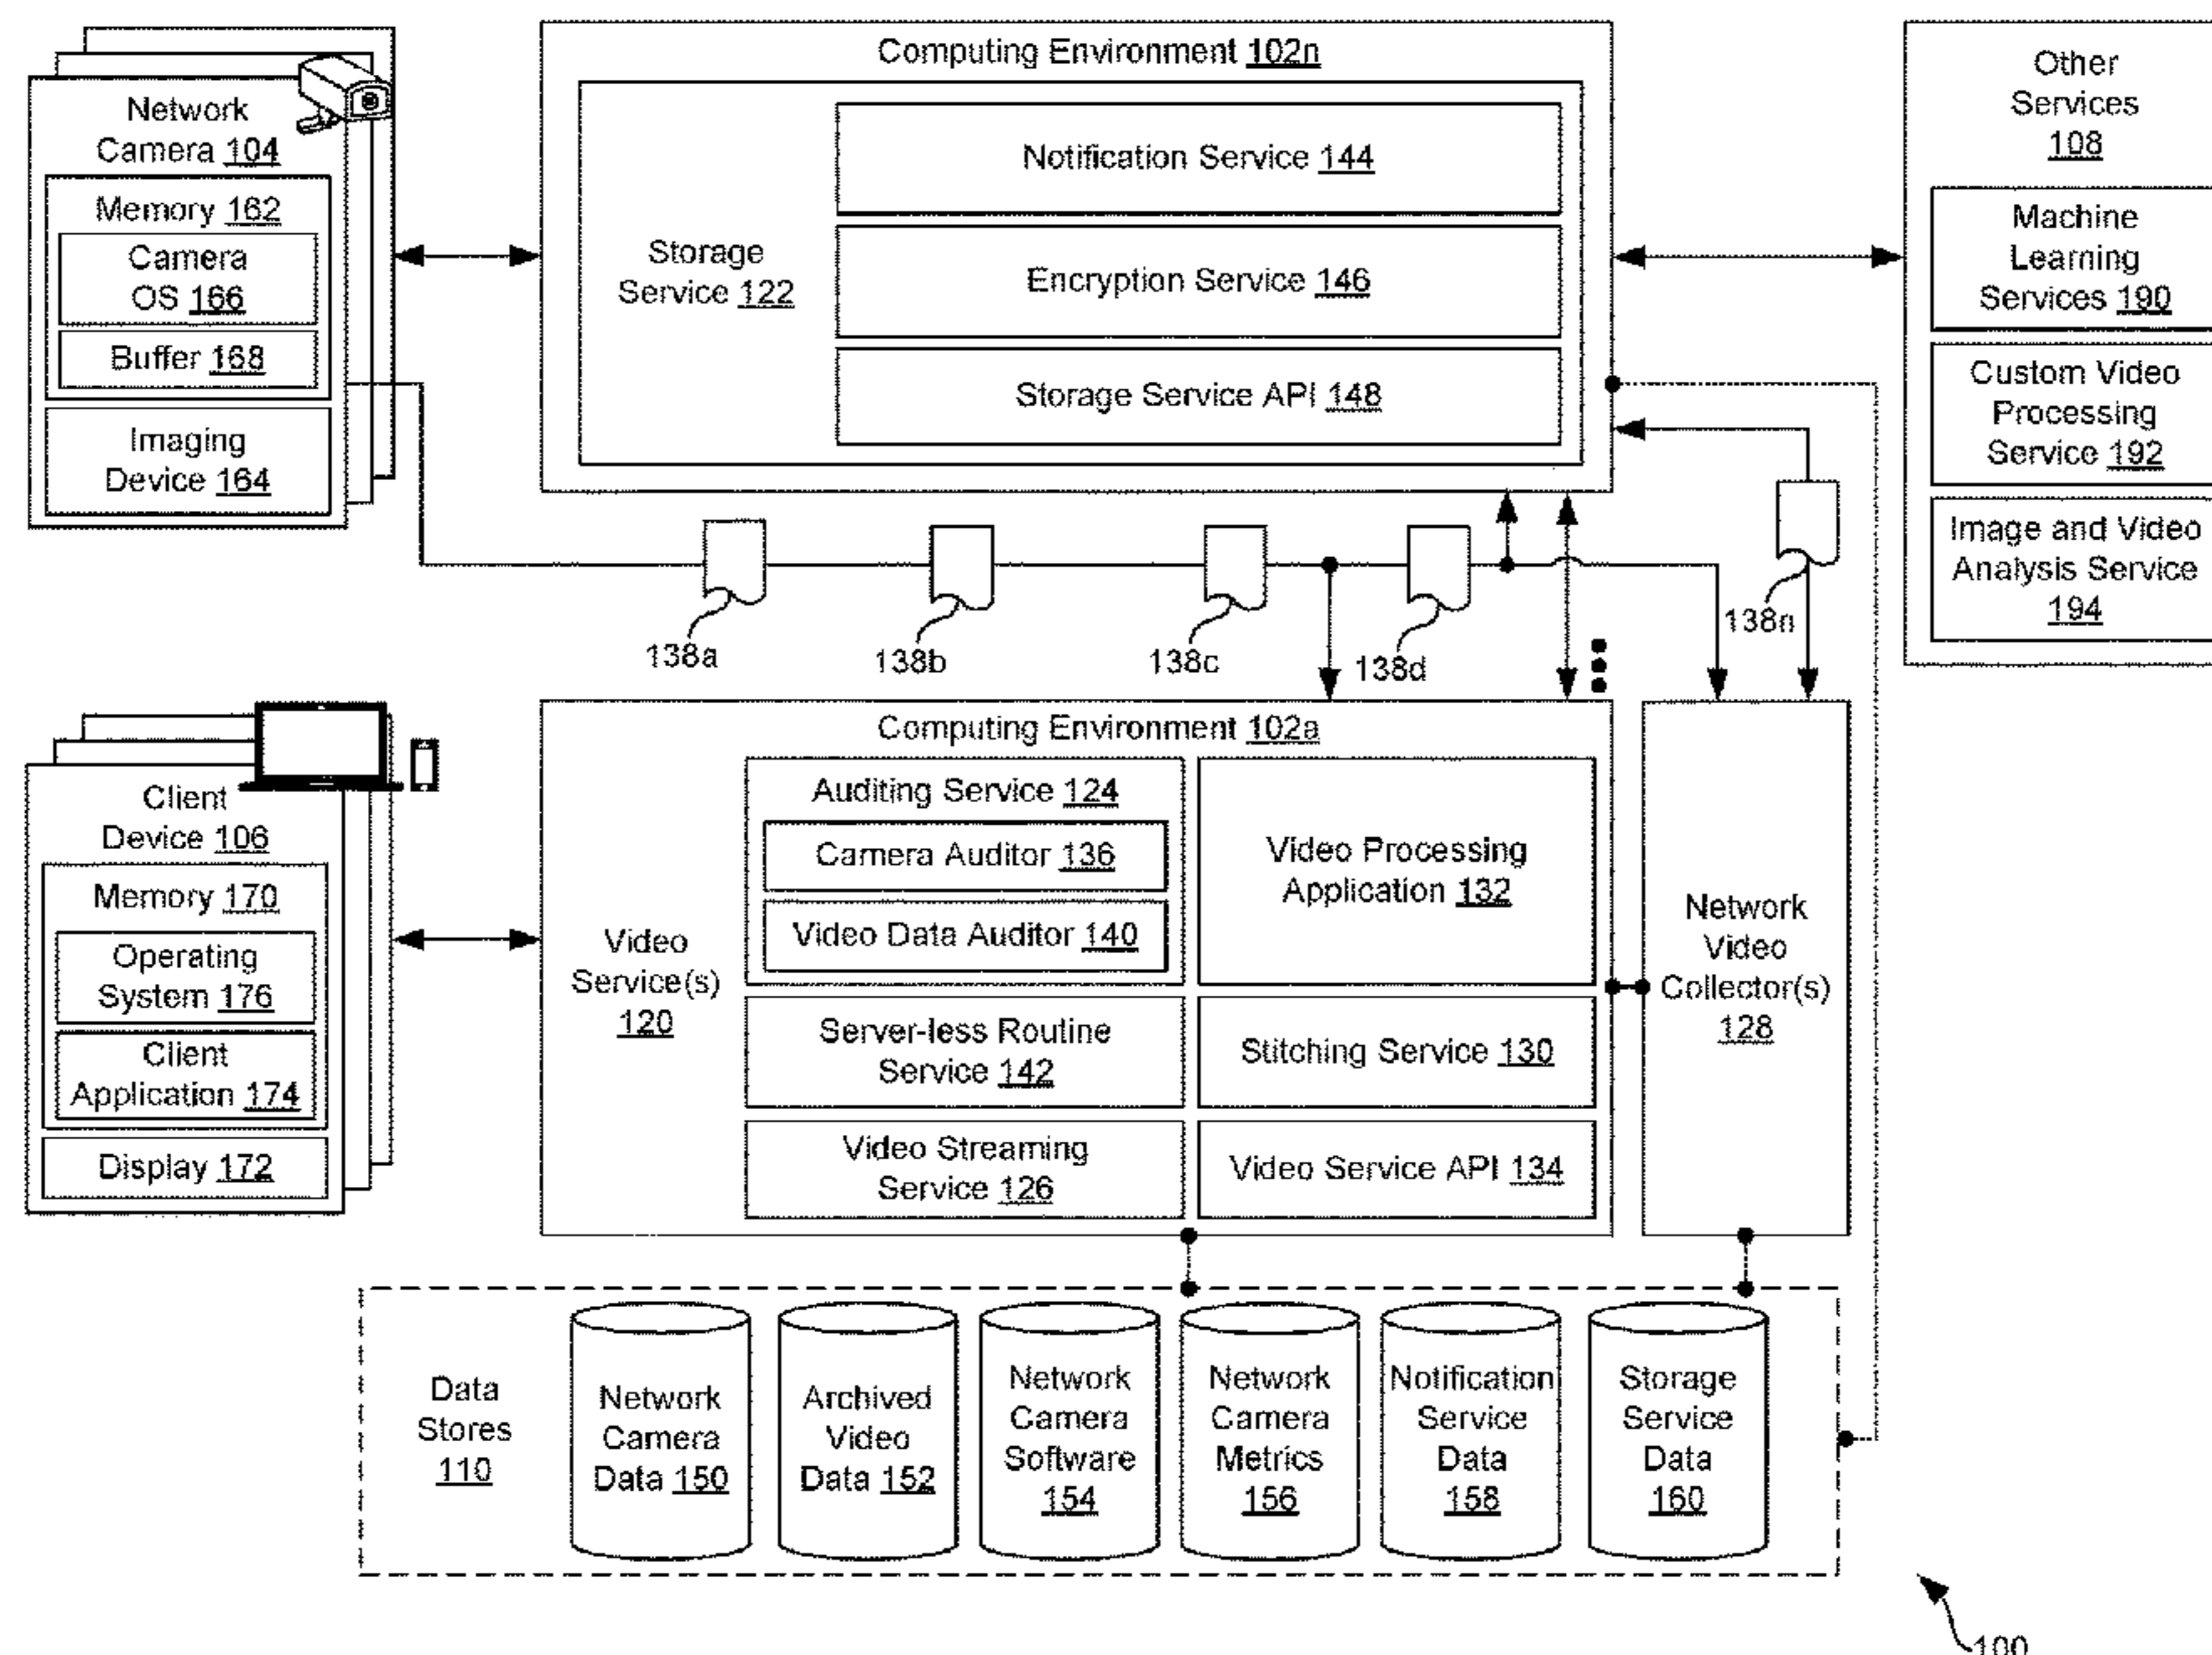 Network
Camera 104
Memory 162
Camera
OS 166
Buffer 168
Imaging
Device 164
Computing Environment 102n
Storage
Service 122
Notification Service 144
Encryption Service 146
Storage Service API 148
Other
Services
108
Machine
Learning
Services 190
Custom Video
Processing
Service 192
Image and Video
Analysis Service
194
138a
138b
138c
138d
138n
Client
Device 106
Memory 170
Operating
System 176
Client
Application 174
Display 172
Computing Environment 102a
Video
Service(s)
120
Auditing Service 124
Camera Auditor 136
Video Data Auditor 140
Server-less Routine
Service 142
Video Streaming
Service 126
Video Processing
Application 132
Stitching Service 130
Video Service API 134
Network
Video
Collector(s)
128
Data
Stores
110
Network
Camera
Data 150
Archived
Video
Data 152
Network
Camera
Software
154
Network
Camera
Metrics
156
Notification
Service
Data
158
Storage
Service
Data
160
100